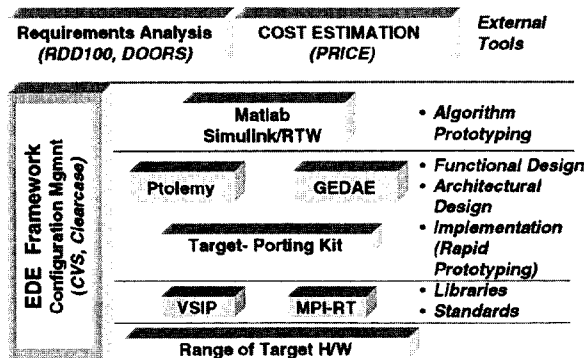 Requirements Analysis
(RDD100, DOORS)
COST ESTIMATION
(PRICE)
External
Tools
EDE Framework
Configuration Mgmnt
(CVS, Clearcase)
Matlab
Simulink/RTW
• Algorithm
Prototyping
Ptolemy
GEDAE
Target- Porting Kit
• Functional Design
• Architectural
Design
• Implementation
(Rapid
Prototyping)
VSIP
MPI-RT
• Libraries
• Standards
Range of Target H/W